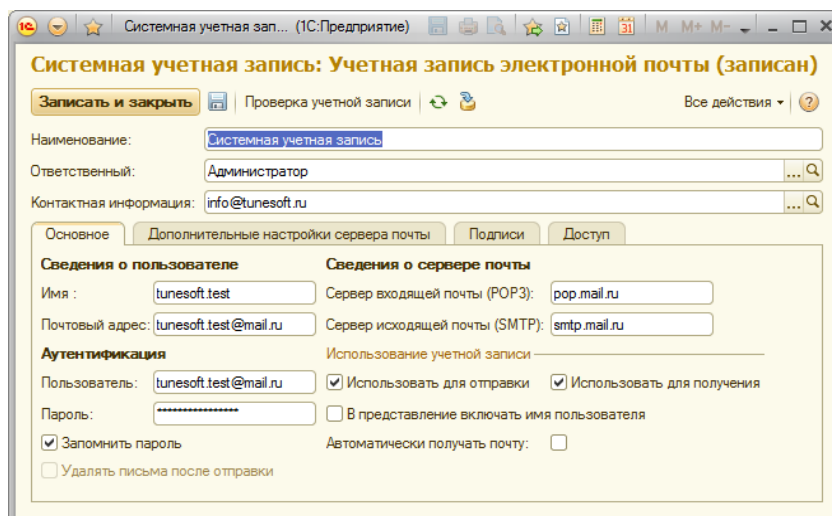 Системная учетная зап... (1С:Предприятие) M M+ M-
Системная учетная запись: Учетная запись электронной почты (записан)
Записать и закрыть Проверка учетной записи Все действия
Наименование: Системная учетная запись
Ответственный: Администратор ...
Контактная информация: info@tunesoft.ru ...
Основное Дополнительные настройки сервера почты Подписи Доступ
Сведения о пользователе Сведения о сервере почты
Имя : tunesoft.test Сервер входящей почты (POP3): pop.mail.ru
Почтовый адрес: tunesoft.test@mail.ru Сервер исходящей почты (SMTP): smtp.mail.ru
Аутентификация Использование учетной записи
Пользователь: tunesoft.test@mail.ru Использовать для отправки Использовать для получения
Пароль: **************** В представление включать имя пользователя
Запомнить пароль Автоматически получать почту:
Удалять письма после отправки